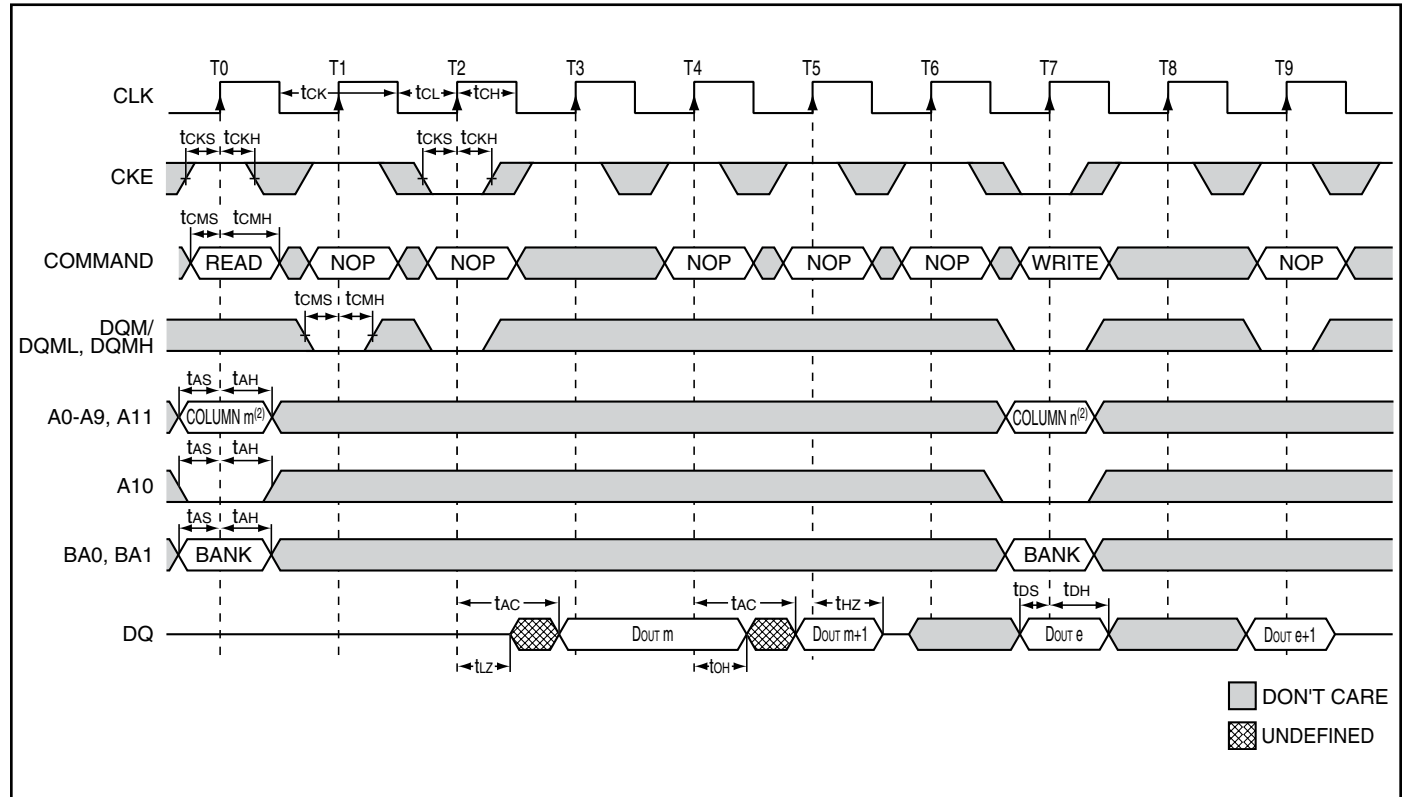 T0 T1 T2 T3 T4 T5 T6 T7 T8 T9
CLK
tCK tCL tCH
tCKS tCKH tCKS tCKH
CKE
tCMS tCMH
COMMAND READ NOP NOP NOP NOP NOP WRITE NOP
tCMS tCMH
DQM/
DQML, DQMH
tAS tAH
A0-A9, A11 COLUMN m(2) COLUMN n(2)
tAS tAH
A10
tAS tAH
BA0, BA1 BANK BANK
tAC tAC tHZ tDS tDH
DQ DOUT m DOUT m+1 DOUT e DOUT e+1
tLZ tOH
DON'T CARE
UNDEFINED